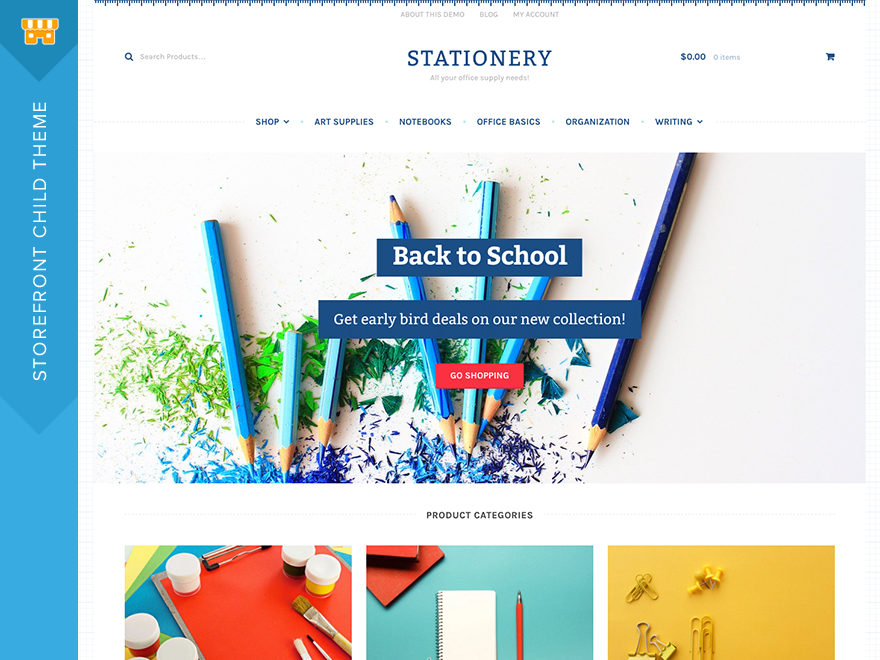 STOREFRONT CHILD THEME
ABOUT THIS DEMO BLOG MY ACCOUNT
Search Products...
STATIONERY
All your office supply needs!
$0.00 0 items
SHOP ART SUPPLIES NOTEBOOKS OFFICE BASICS ORGANIZATION WRITING
Back to School
Get early bird deals on our new collection!
GO SHOPPING
PRODUCT CATEGORIES